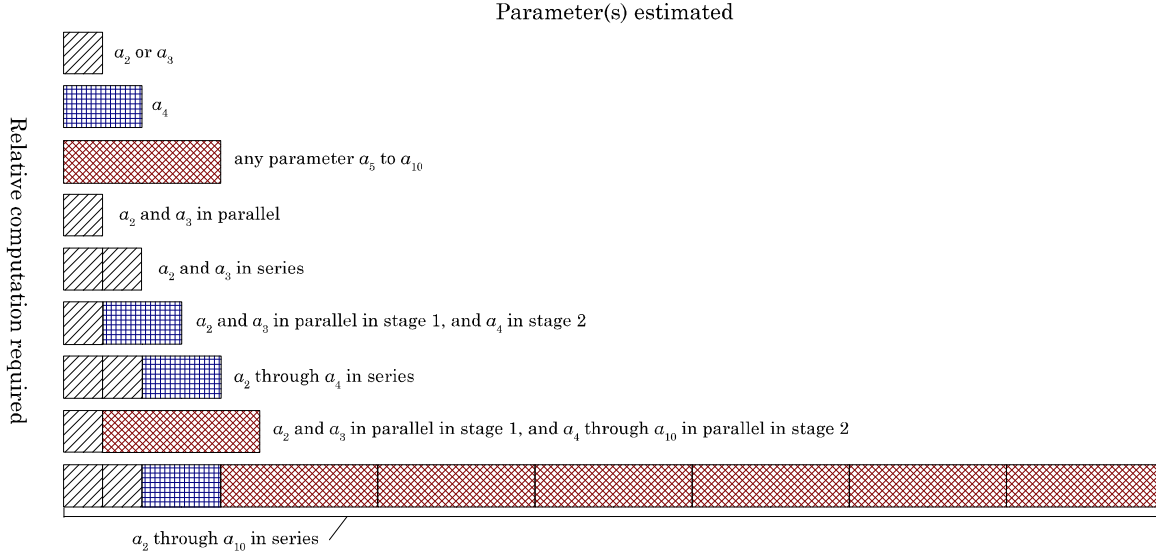 Parameter(s) estimated
Relative computation required
a₂ or a₃
a₄
any parameter a₅ to a₁₀
a₂ and a₃ in parallel
a₂ and a₃ in series
a₂ and a₃ in parallel in stage 1, and a₄ in stage 2
a₂ through a₄ in series
a₂ and a₃ in parallel in stage 1, and a₄ through a₁₀ in parallel in stage 2
a₂ through a₁₀ in series